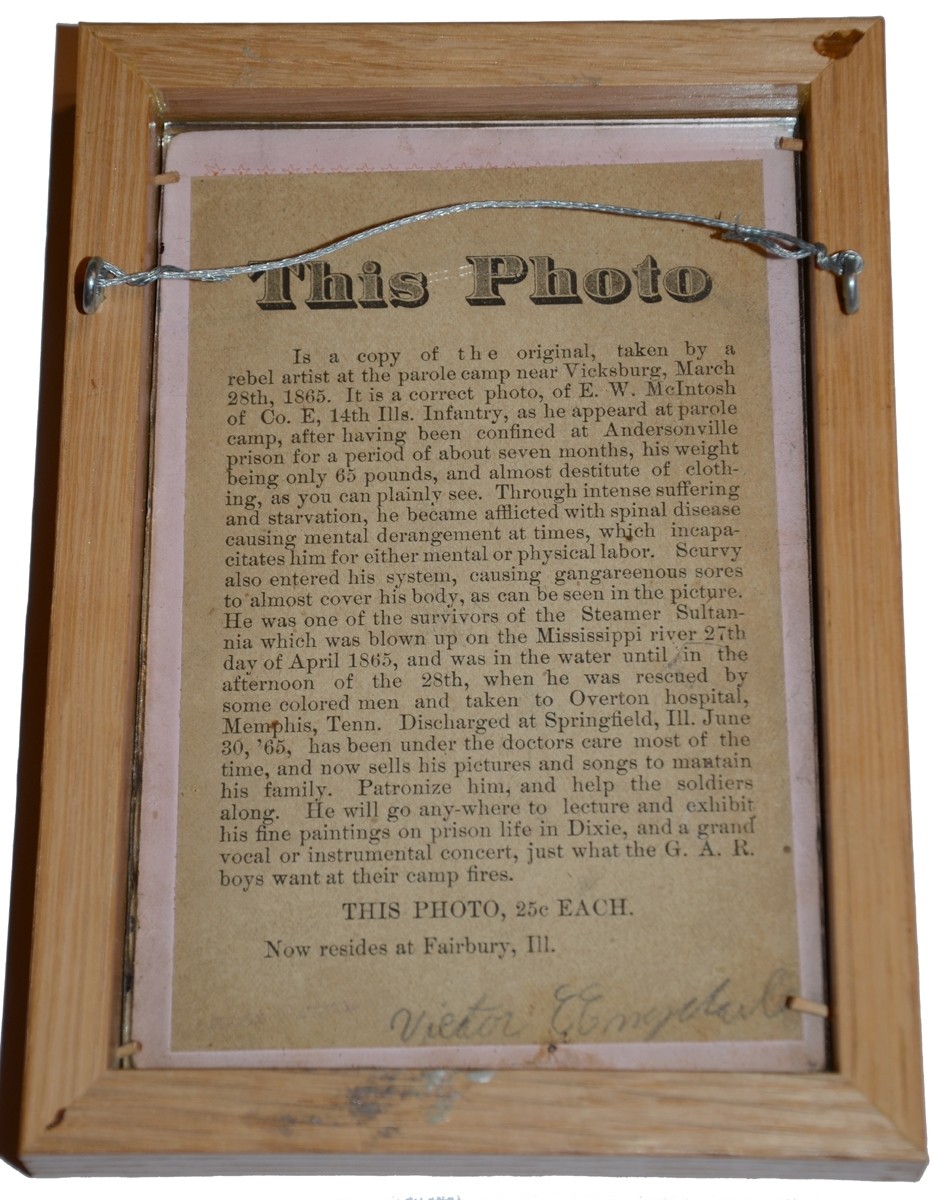 This Photo
Is a copy of the original, taken by a
rebel artist at the parole camp near Vicksburg, March
28th, 1865. It is a correct photo, of E. W. McIntosh
of Co. E, 14th Ills. Infantry, as he appeard at parole
camp, after having been confined at Andersonville
prison for a period of about seven months, his weight
being only 65 pounds, and almost destitute of cloth-
ing, as you can plainly see. Through intense suffering
and starvation, he became afflicted with spinal disease
causing mental derangement at times, which incapa-
citates him for either mental or physical labor. Scurvy
also entered his system, causing gangareenous sores
to almost cover his body, as can be seen in the picture.
He was one of the survivors of the Steamer Sultan-
nia which was blown up on the Mississippi river 27th
day of April 1865, and was in the water until in the
afternoon of the 28th, when he was rescued by
some colored men and taken to Overton hospital,
Memphis, Tenn. Discharged at Springfield, Ill. June
30, '65, has been under the doctors care most of the
time, and now sells his pictures and songs to mantain
his family. Patronize him, and help the soldiers
along. He will go any-where to lecture and exhibit
his fine paintings on prison life in Dixie, and a grand
vocal or instrumental concert, just what the G. A. R.
boys want at their camp fires.
THIS PHOTO, 25c EACH.
Now resides at Fairbury, Ill.
Victor